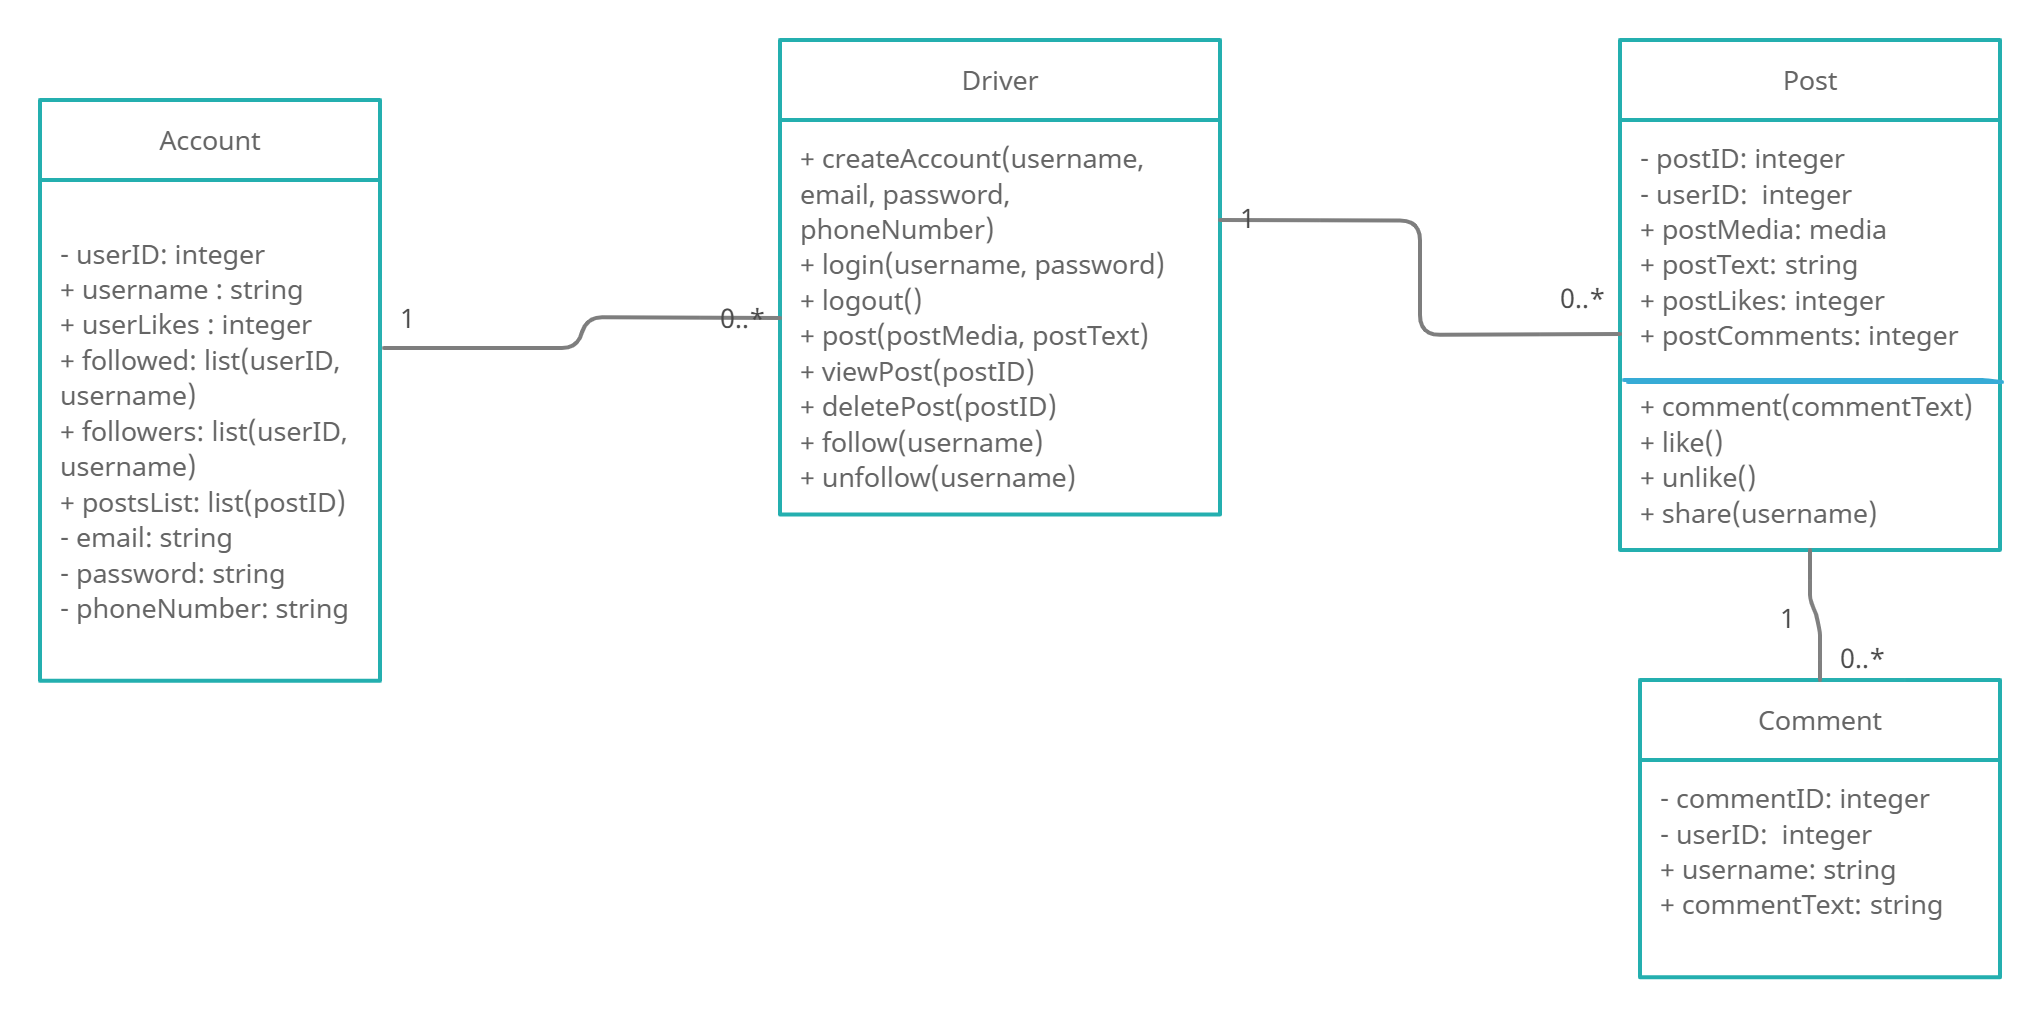 Account
- userID: integer
+ username : string
+ userLikes : integer
+ followed: list(userID,
username)
+ followers: list(userID,
username)
+ postsList: list(postID)
- email: string
- password: string
- phoneNumber: string
1
0..*
Driver
+ createAccount(username,
email, password,
phoneNumber)
+ login(username, password)
+ logout()
+ post(postMedia, postText)
+ viewPost(postID)
+ deletePost(postID)
+ follow(username)
+ unfollow(username)
1
0..*
Post
- postID: integer
- userID:  integer
+ postMedia: media
+ postText: string
+ postLikes: integer
+ postComments: integer
+ comment(commentText)
+ like()
+ unlike()
+ share(username)
1
0..*
Comment
- commentID: integer
- userID:  integer
+ username: string
+ commentText: string